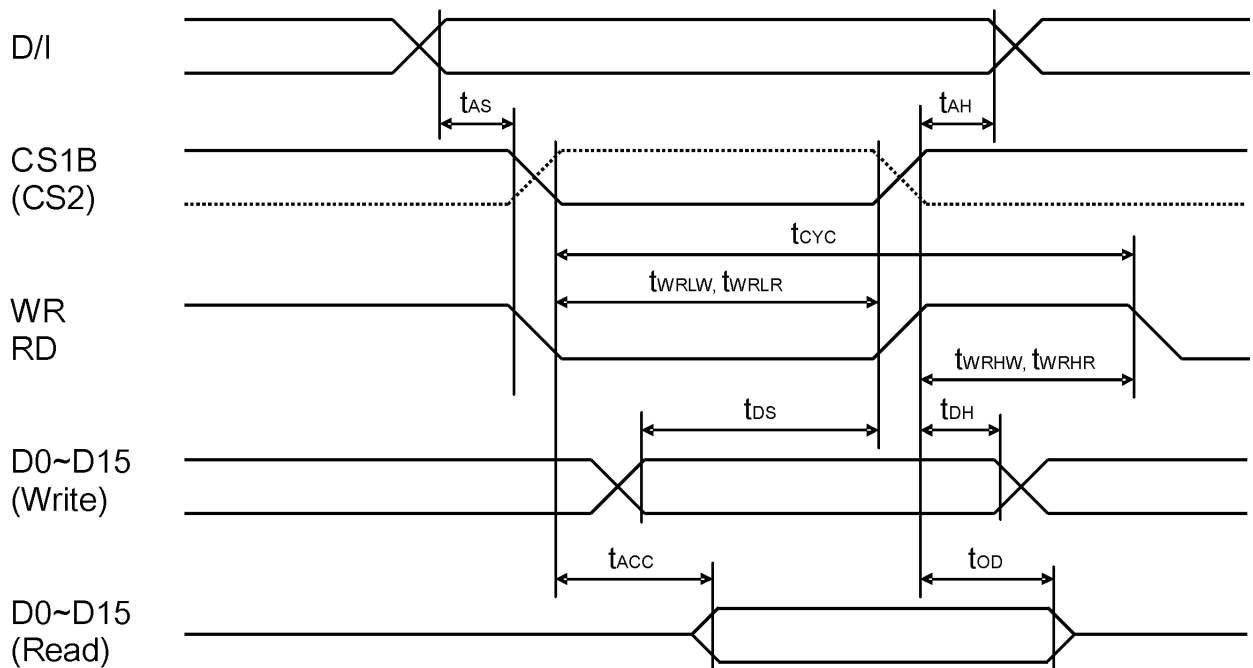 D/I
tAS
tAH
CS1B
(CS2)
tCYC
tWRLW, tWRLR
WR
RD
tWRHW, tWRHR
tDS
tDH
D0~D15
(Write)
tACC
tOD
D0~D15
(Read)